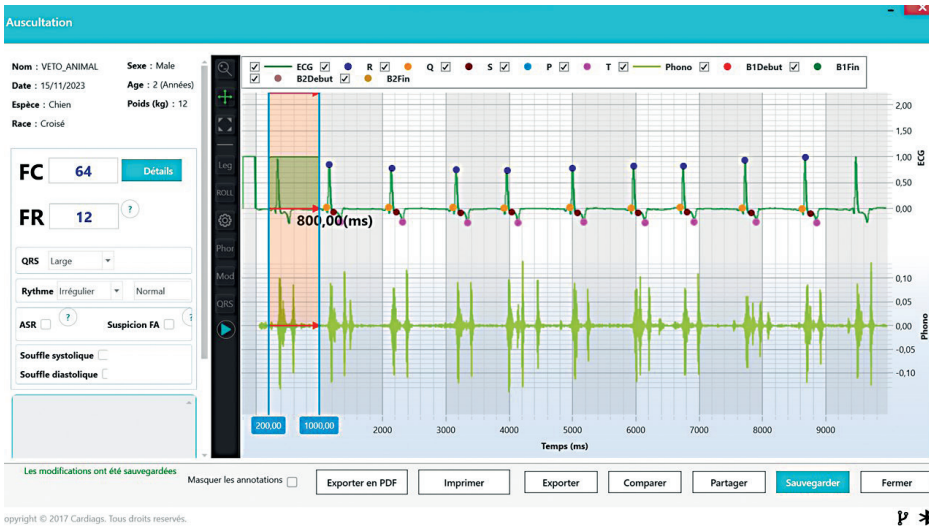 Auscultation
Nom : VETO_ANIMAL Sexe : Male
Date : 15/11/2023 Age : 2 (Années)
Espèce : Chien Poids (kg) : 12
Race : Croisé
FC 64 Détails
FR 12 ?
QRS Large
Rythme Irrégulier Normal
ASR ? Suspicion FA ?
Souffle systolique
Souffle diastolique
Leg
ROLL
Phor
Mod
QRS
ECG R Q S P T Phono B1Debut B1Fin
B2Debut B2Fin
2,00
1,50
1,00
0,50
0,00
ECG
800,00(ms)
0,10
0,05
0,00
-0,05
-0,10
Phono
200,00 1000,00 2000 3000 4000 5000 6000 7000 8000 9000
Temps (ms)
Les modifications ont été sauvegardées
Masquer les annotations Exporter en PDF Imprimer Exporter Comparer Partager Sauvegarder Fermer
opyright © 2017 Cardiags. Tous droits reservés.